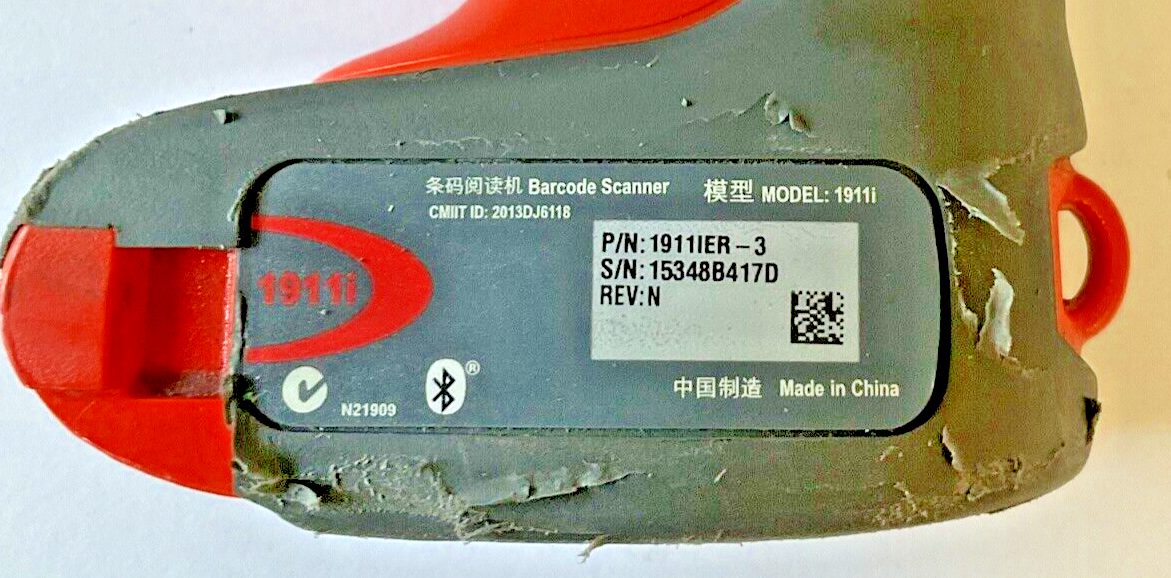 条码阅读机 Barcode Scanner
模型 MODEL: 1911i
CMIIT ID: 2013DJ6118
P/N: 1911IER – 3
S/N: 15348B417D
REV: N
1911i
N21909
®
中国制造 Made in China